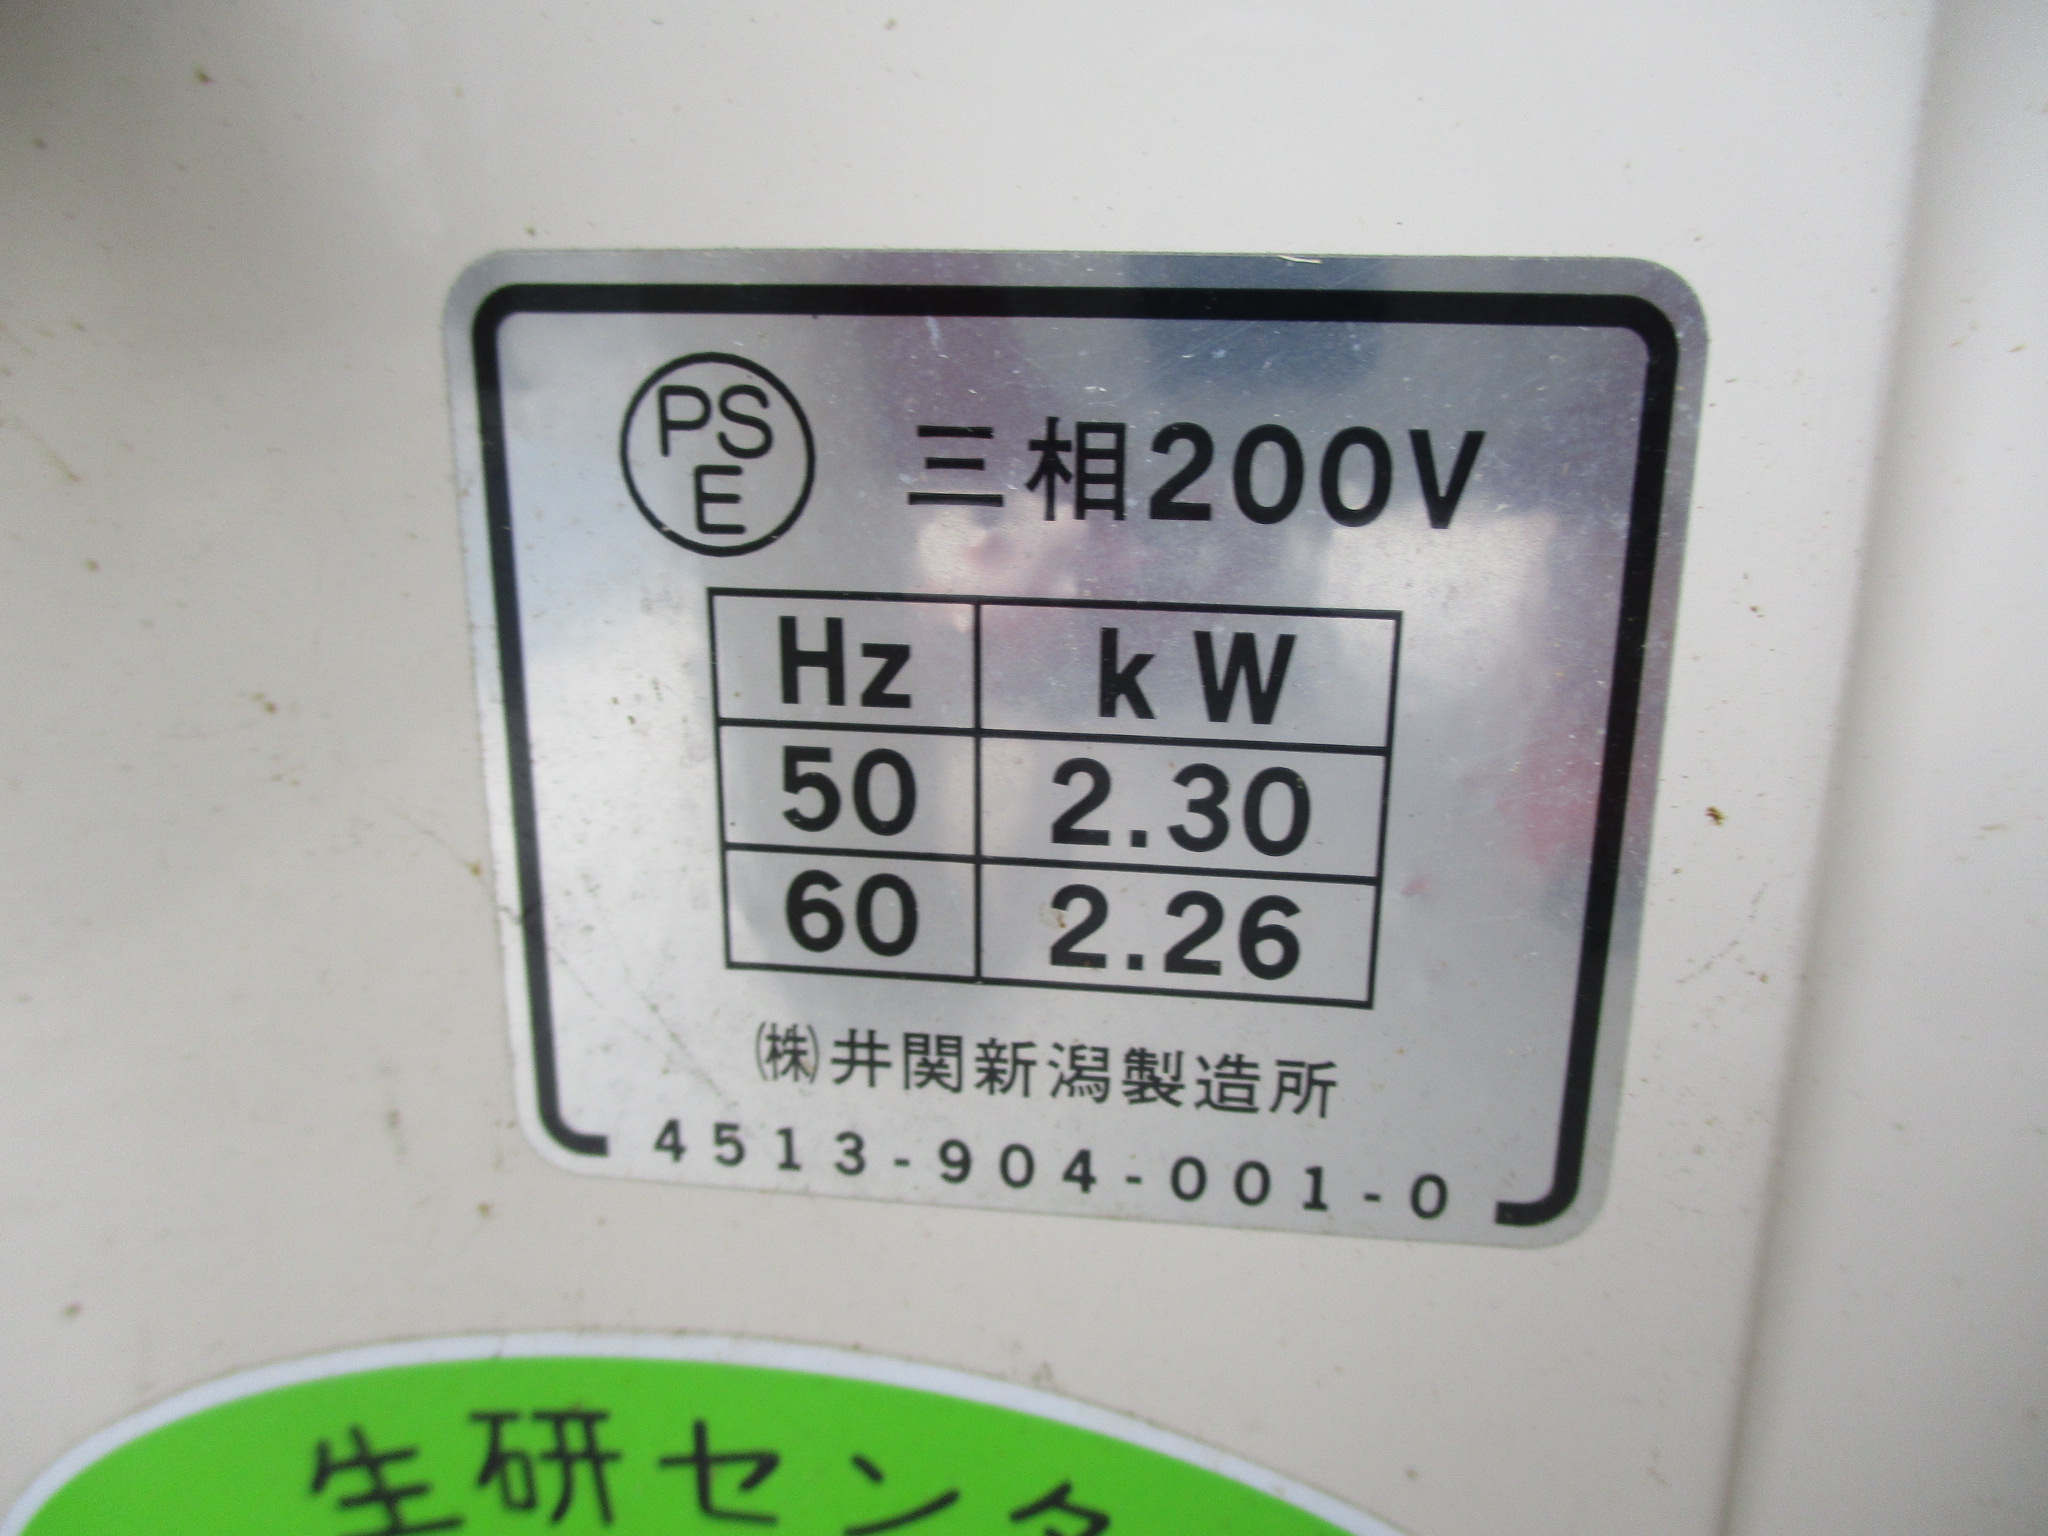 PS
E
三相200V
Hz kW
50 2.30
60 2.26
㈱井関新潟製造所
4513-904-001-0
生研センタ